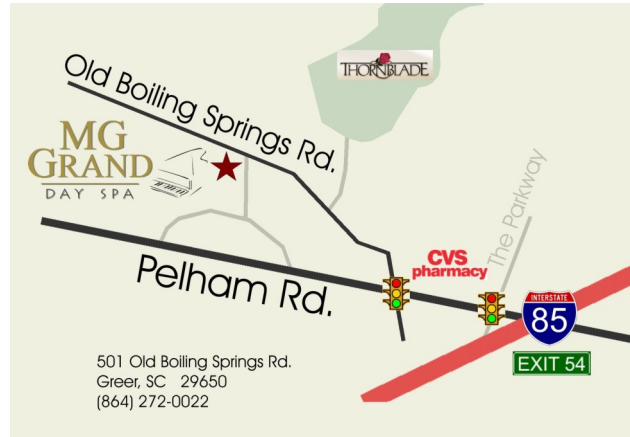 THORNBLADE
Old Boiling Springs Rd.
MG
GRAND
DAY SPA
The Parkway
CVS
pharmacy
Pelham Rd.
INTERSTATE
85
EXIT 54
501 Old Boiling Springs Rd.
Greer, SC 29650
(864) 272-0022